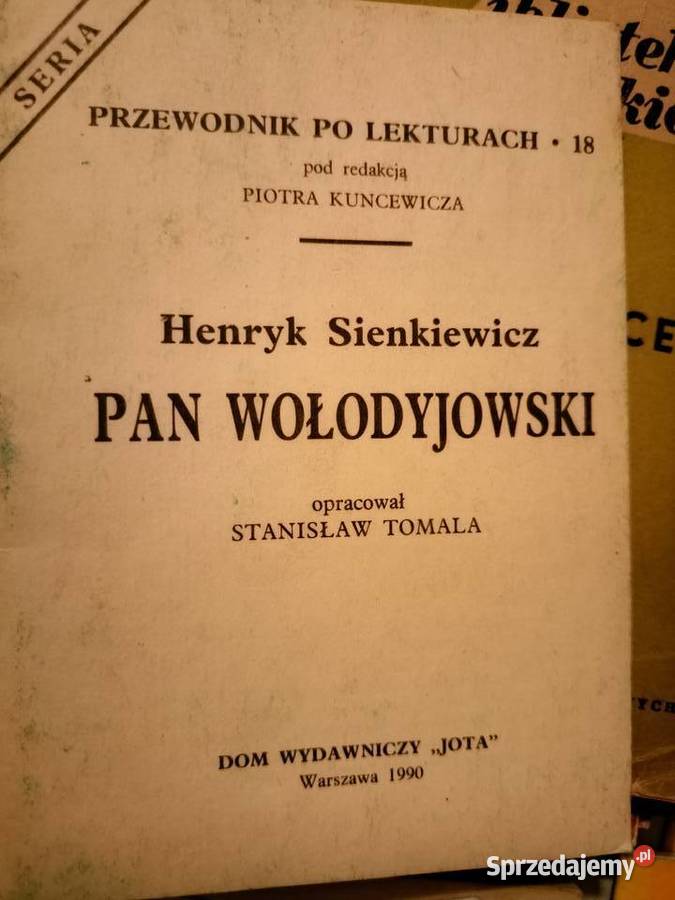 SERIA
PRZEWODNIK PO LEKTURACH • 18
pod redakcją
PIOTRA KUNCEWICZA
Henryk Sienkiewicz
PAN WOŁODYJOWSKI
opracował
STANISŁAW TOMALA
DOM WYDAWNICZY „JOTA”
Warszawa 1990
Sprzedajemy.pl